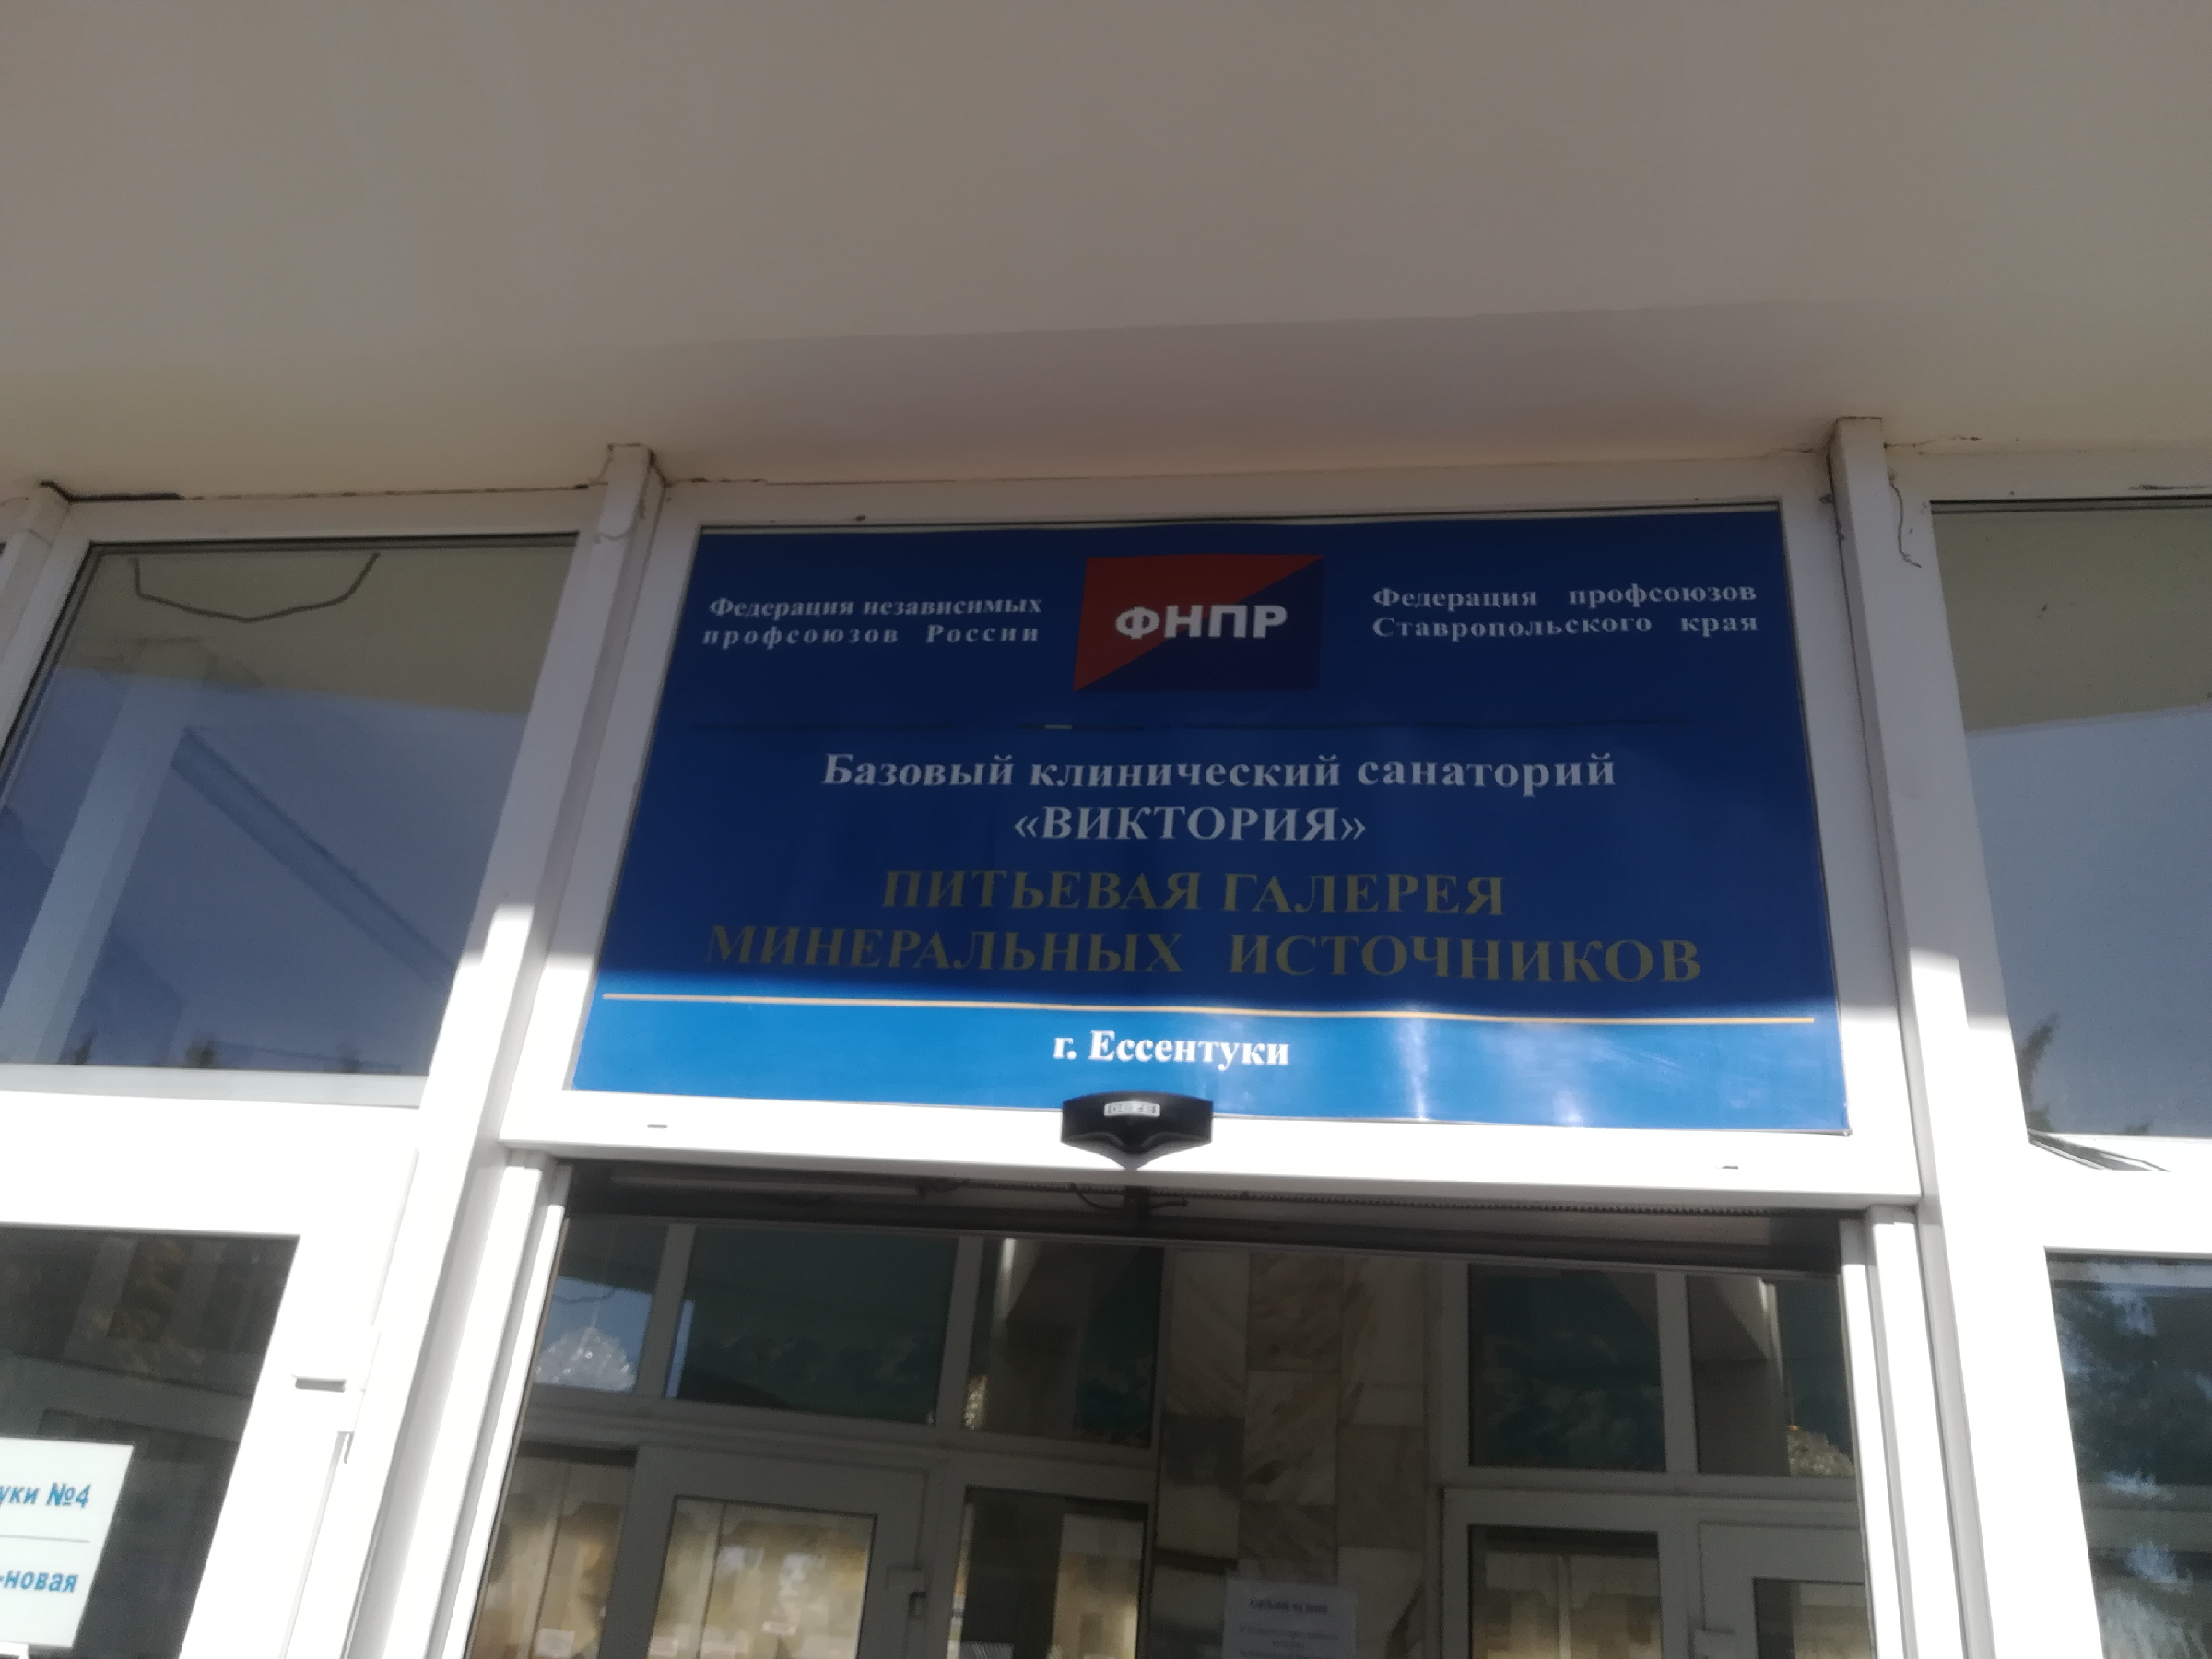 Федерация независимых
профсоюзов России
ФНПР
Федерация профсоюзов
Ставропольского края
Базовый клинический санаторий
«ВИКТОРИЯ»
ПИТЬЕВАЯ ГАЛЕРЕЯ
МИНЕРАЛЬНЫХ ИСТОЧНИКОВ
г. Ессентуки
уки №4
-новая